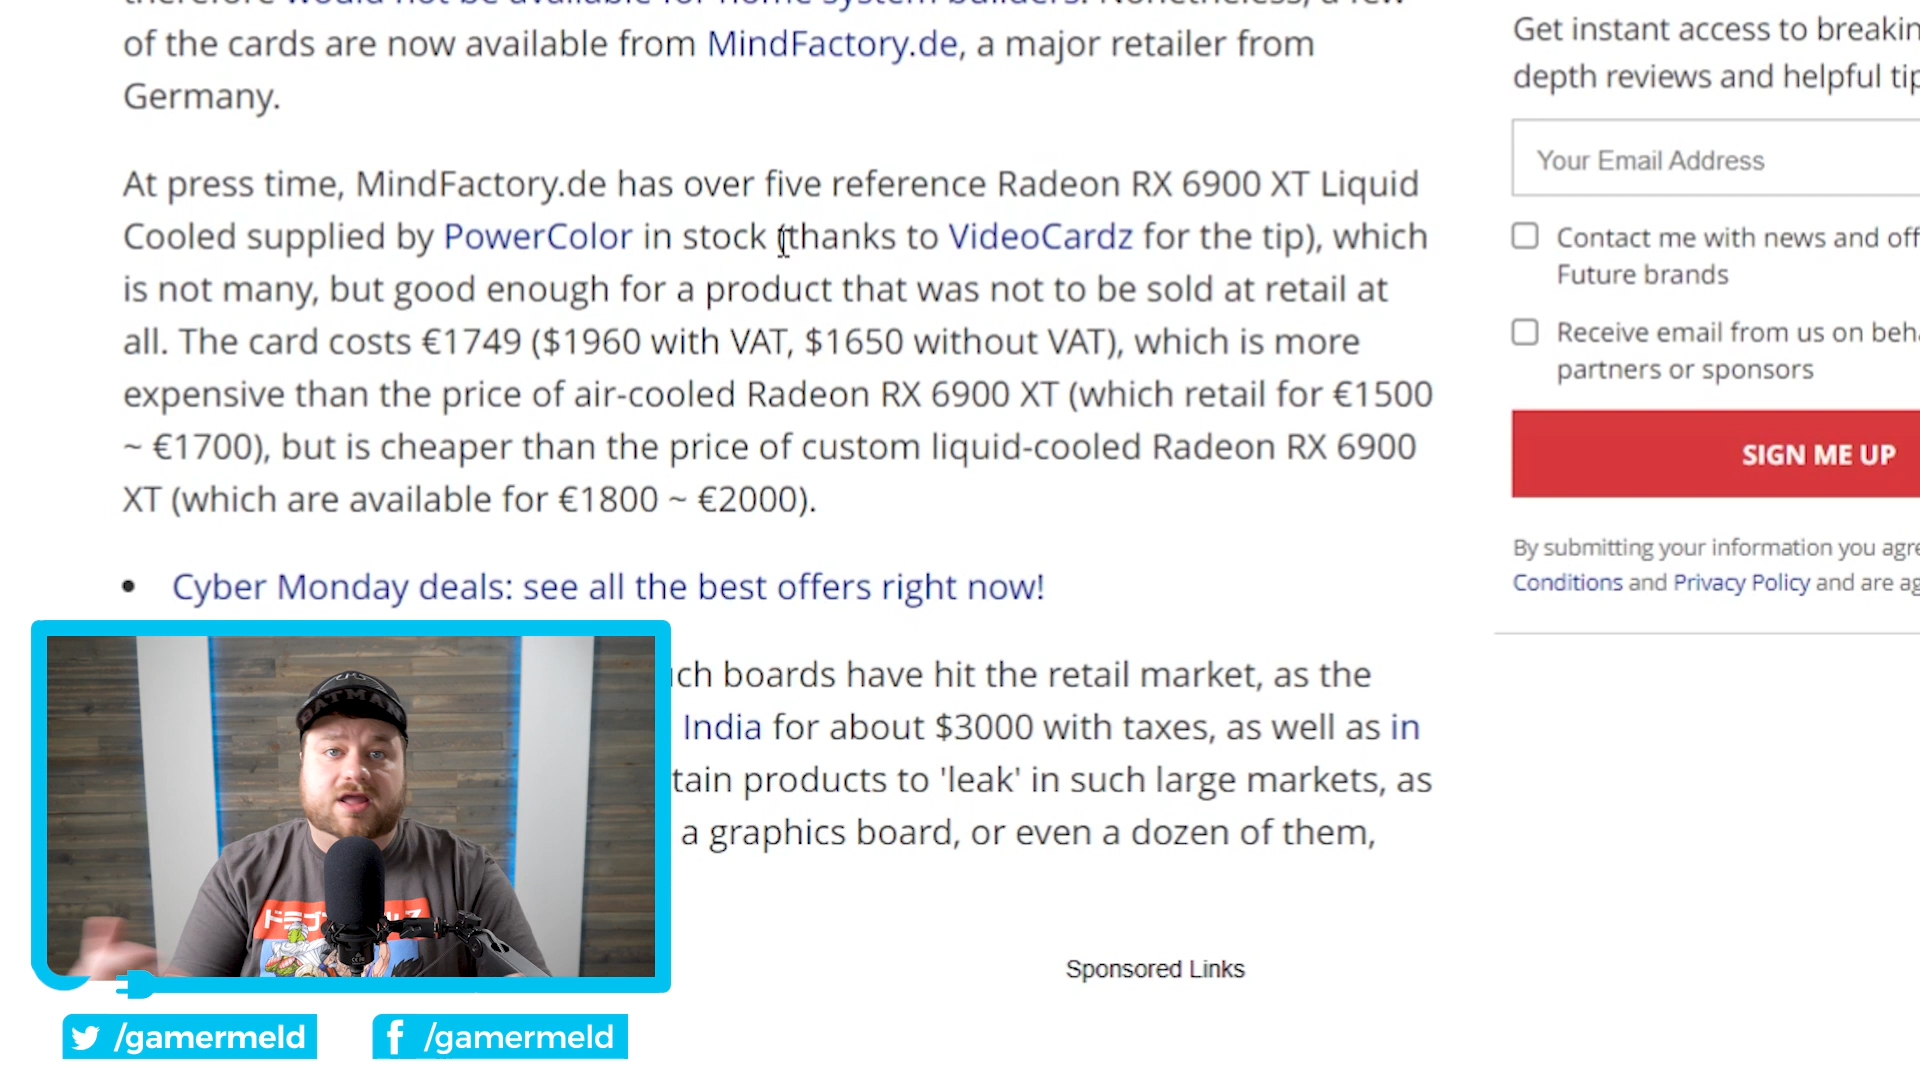 of the cards are now available from MindFactory.de, a major retailer from
Germany.
At press time, MindFactory.de has over five reference Radeon RX 6900 XT Liquid
Cooled supplied by PowerColor in stock (thanks to VideoCardz for the tip), which
is not many, but good enough for a product that was not to be sold at retail at
all. The card costs €1749 ($1960 with VAT, $1650 without VAT), which is more
expensive than the price of air-cooled Radeon RX 6900 XT (which retail for €1500
~ €1700), but is cheaper than the price of custom liquid-cooled Radeon RX 6900
XT (which are available for €1800 ~ €2000).
• Cyber Monday deals: see all the best offers right now!
boards have hit the retail market, as the
India for about $3000 with taxes, as well as in
products to 'leak' in such large markets, as
a graphics board, or even a dozen of them,
Sponsored Links
Get instant access to
depth reviews and helpful
Your Email Address
Contact me with news and
Future brands
Receive email from us on
partners or sponsors
SIGN ME UP
By submitting your information you
Conditions and Privacy Policy and are
BATMAN
/gamermeld
/gamermeld